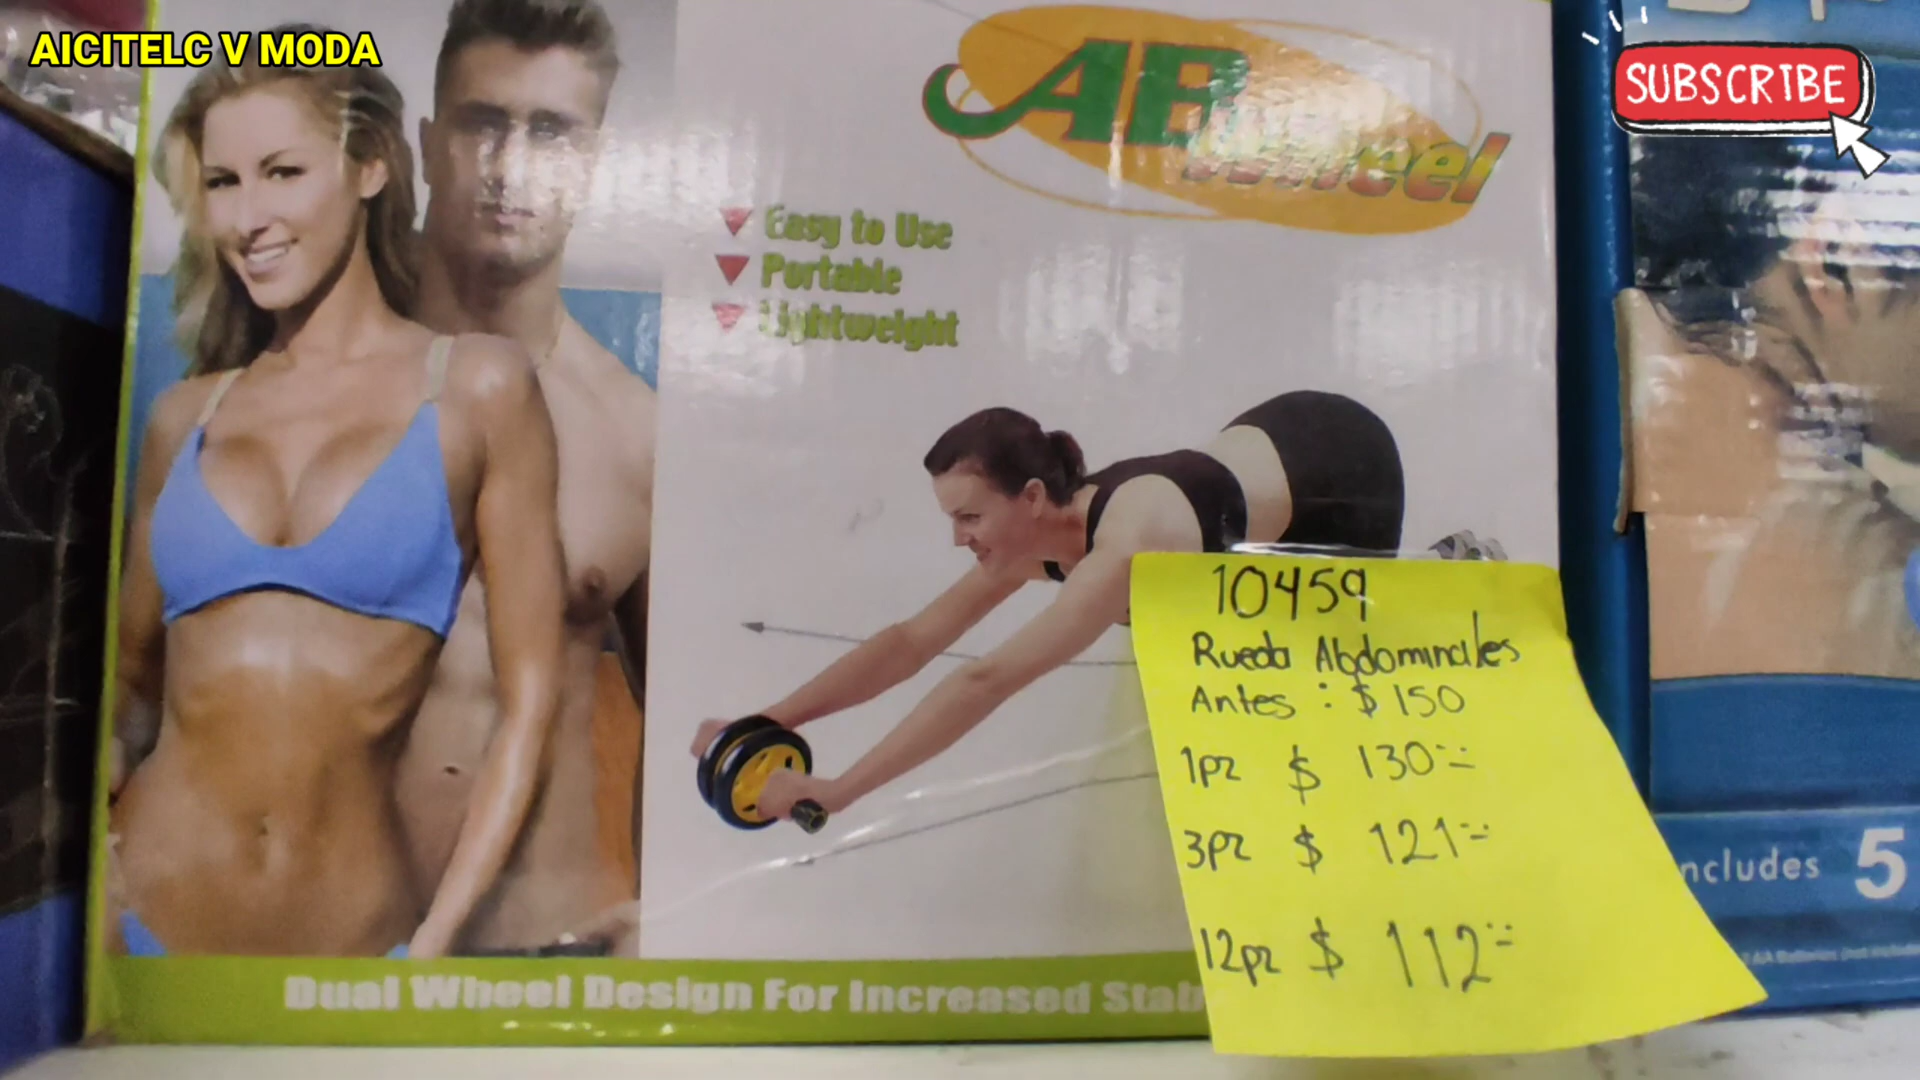 AICITELC V MODA
SUBSCRIBE
AB
Wheel
Easy to Use
Portable
Lightweight
10459
Rueda Abdominales
Antes : $ 150
1pz $ 130
3pz $ 121
12pz $ 112
ncludes 5
Dual Wheel Design For Increased Stab